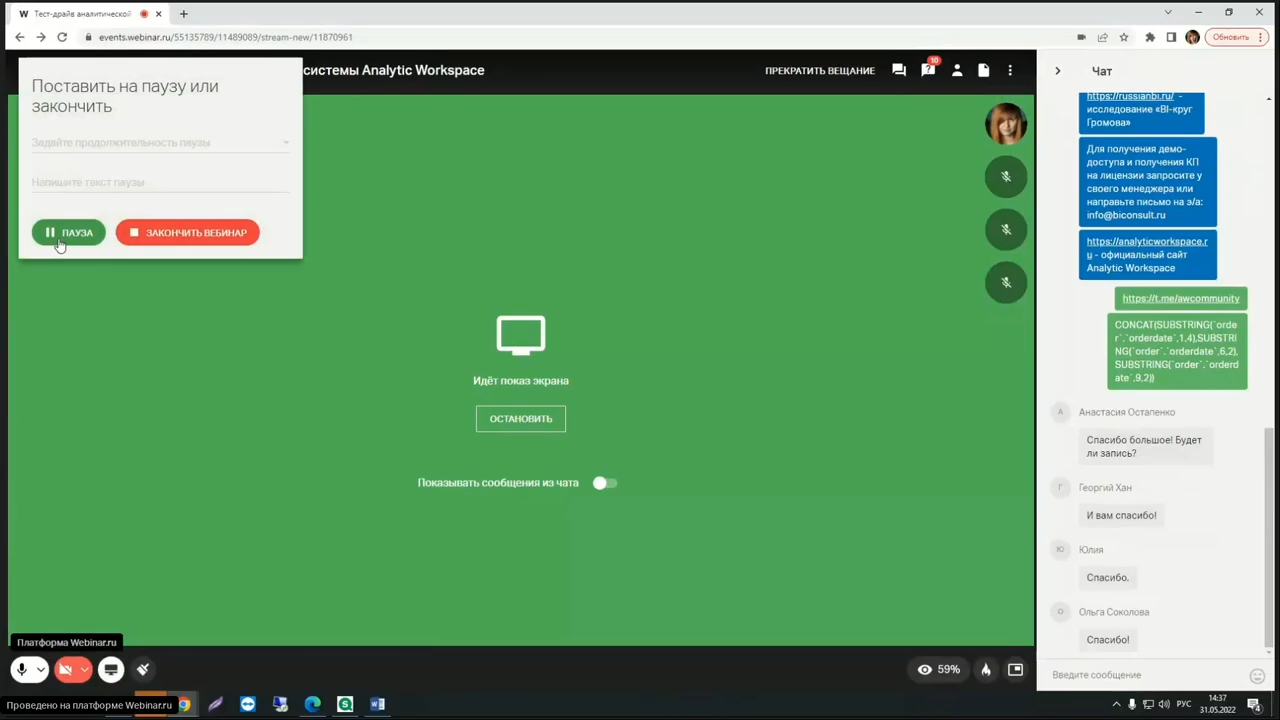 Тест-драйв аналитической
events.webinar.ru/55135789/11489089/stream-new/11870961
Обновить
Поставить на паузу или
закончить
Задайте продолжительность паузы
Напишите текст паузы
ПАУЗА
ЗАКОНЧИТЬ ВЕБИНАР
системы Analytic Workspace
ПРЕКРАТИТЬ ВЕЩАНИЕ
10
Идёт показ экрана
ОСТАНОВИТЬ
Показывать сообщения из чата
Чат
https://russianbi.ru/ -
исследование «BI-круг
Громова»
Для получения демо-
доступа и получения КП
на лицензии запросите у
своего менеджера или
направьте письмо на э/а:
info@biconsult.ru
https://analyticworkspace.r
u - официальный сайт
Analytic Workspace
https://t.me/awcommunity
CONCAT(SUBSTRING(`orde
r`.`orderdate`,1,4),SUBSTRI
NG(`order`.`orderdate`,6,2),
SUBSTRING(`order`.`orderd
ate`,9,2))
А
Анастасия Остапенко
Спасибо большое! Будет
ли запись?
Г
Георгий Хан
И вам спасибо!
Ю
Юлия
Спасибо.
О
Ольга Соколова
Спасибо!
Введите сообщение
Платформа Webinar.ru
59%
Проведено на платформе Webinar.ru
РУС
14:37
31.05.2022
4